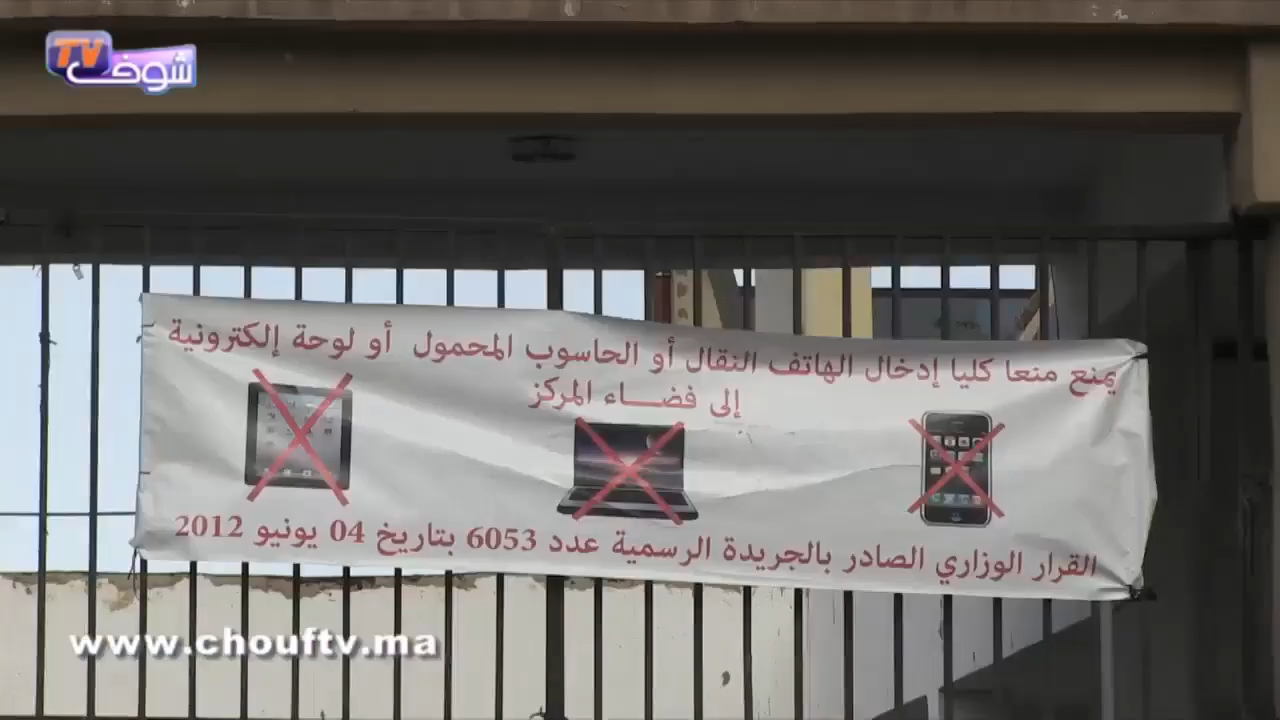 TV
شوف
يمنع منعا كليا إدخال الهاتف النقال أو الحاسوب المحمول أو لوحة إلكترونية
إلى فضــاء المركز
القرار الوزاري الصادر بالجريدة الرسمية عدد 6053 بتاريخ 04 يونيو 2012
www.chouftv.ma